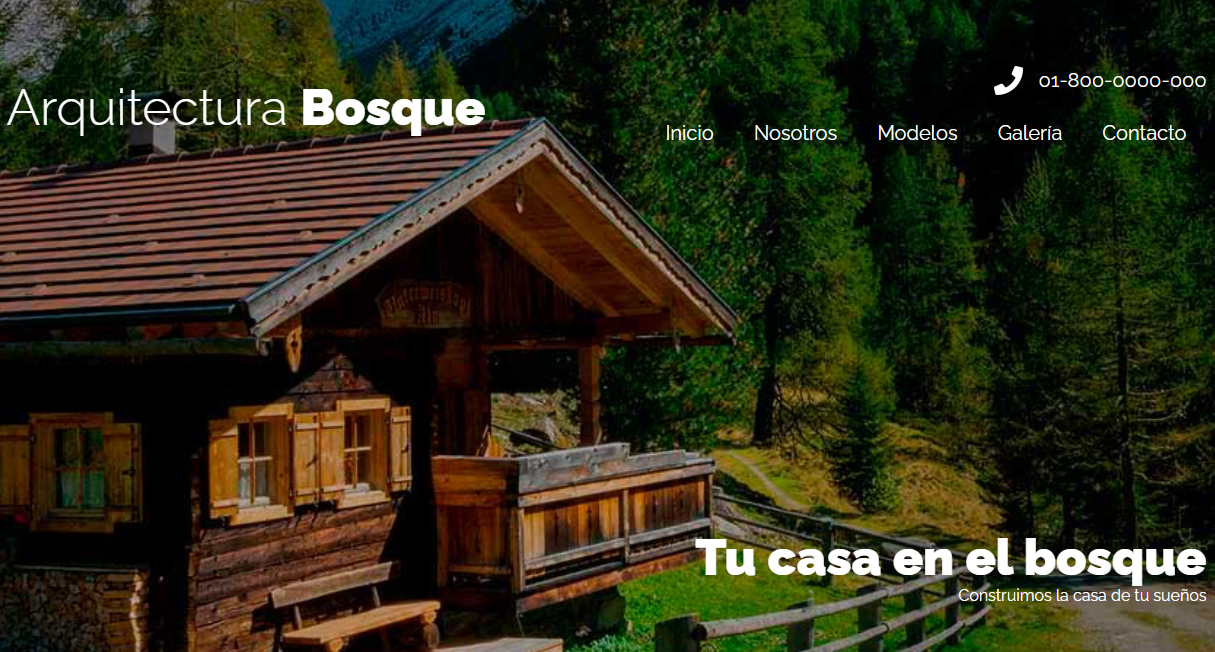 01-800-0000-000
Arquitectura Bosque
Inicio Nosotros Modelos Galería Contacto
Tu casa en el bosque
Construimos la casa de tu sueños